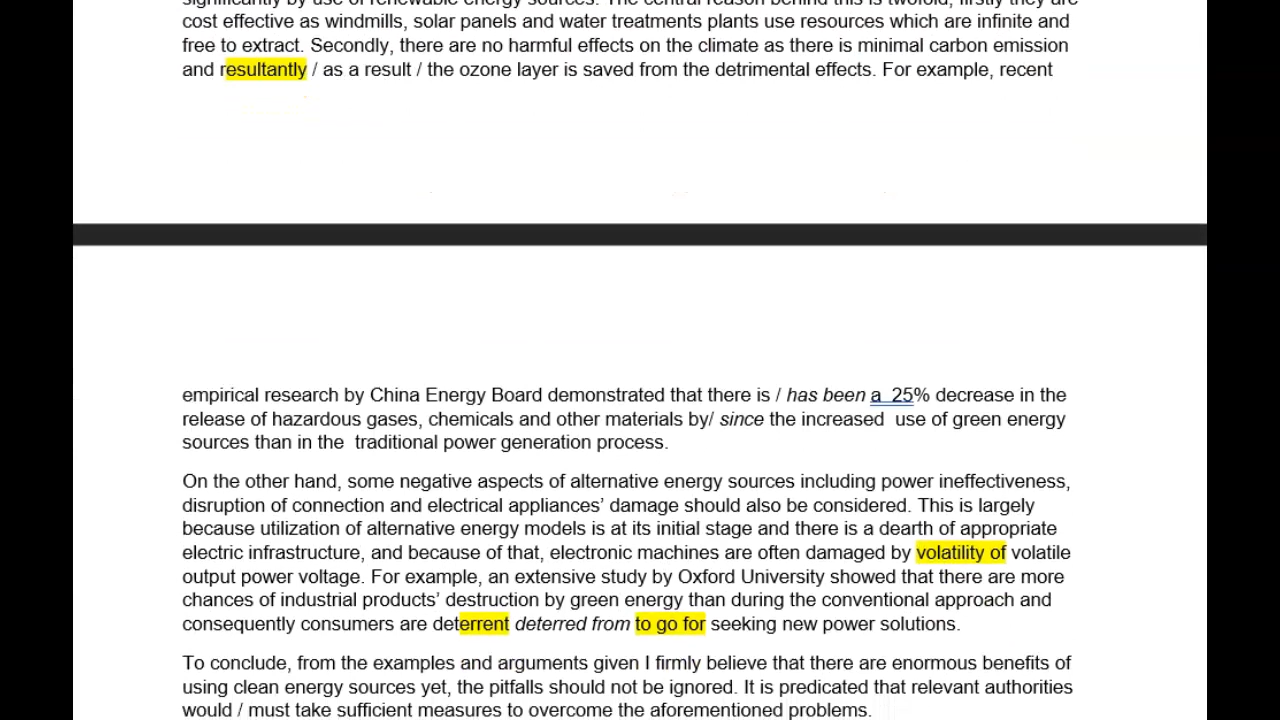 significantly by use of renewable energy sources. The central reason behind this is twofold, firstly they are
cost effective as windmills, solar panels and water treatments plants use resources which are infinite and
free to extract. Secondly, there are no harmful effects on the climate as there is minimal carbon emission
and resultantly / as a result / the ozone layer is saved from the detrimental effects. For example, recent
empirical research by China Energy Board demonstrated that there is / has been a  25% decrease in the
release of hazardous gases, chemicals and other materials by/ since the increased  use of green energy
sources than in the  traditional power generation process.
On the other hand, some negative aspects of alternative energy sources including power ineffectiveness,
disruption of connection and electrical appliances’ damage should also be considered. This is largely
because utilization of alternative energy models is at its initial stage and there is a dearth of appropriate
electric infrastructure, and because of that, electronic machines are often damaged by volatility of volatile
output power voltage. For example, an extensive study by Oxford University showed that there are more
chances of industrial products’ destruction by green energy than during the conventional approach and
consequently consumers are deterrent deterred from to go for seeking new power solutions.
To conclude, from the examples and arguments given I firmly believe that there are enormous benefits of
using clean energy sources yet, the pitfalls should not be ignored. It is predicated that relevant authorities
would / must take sufficient measures to overcome the aforementioned problems.